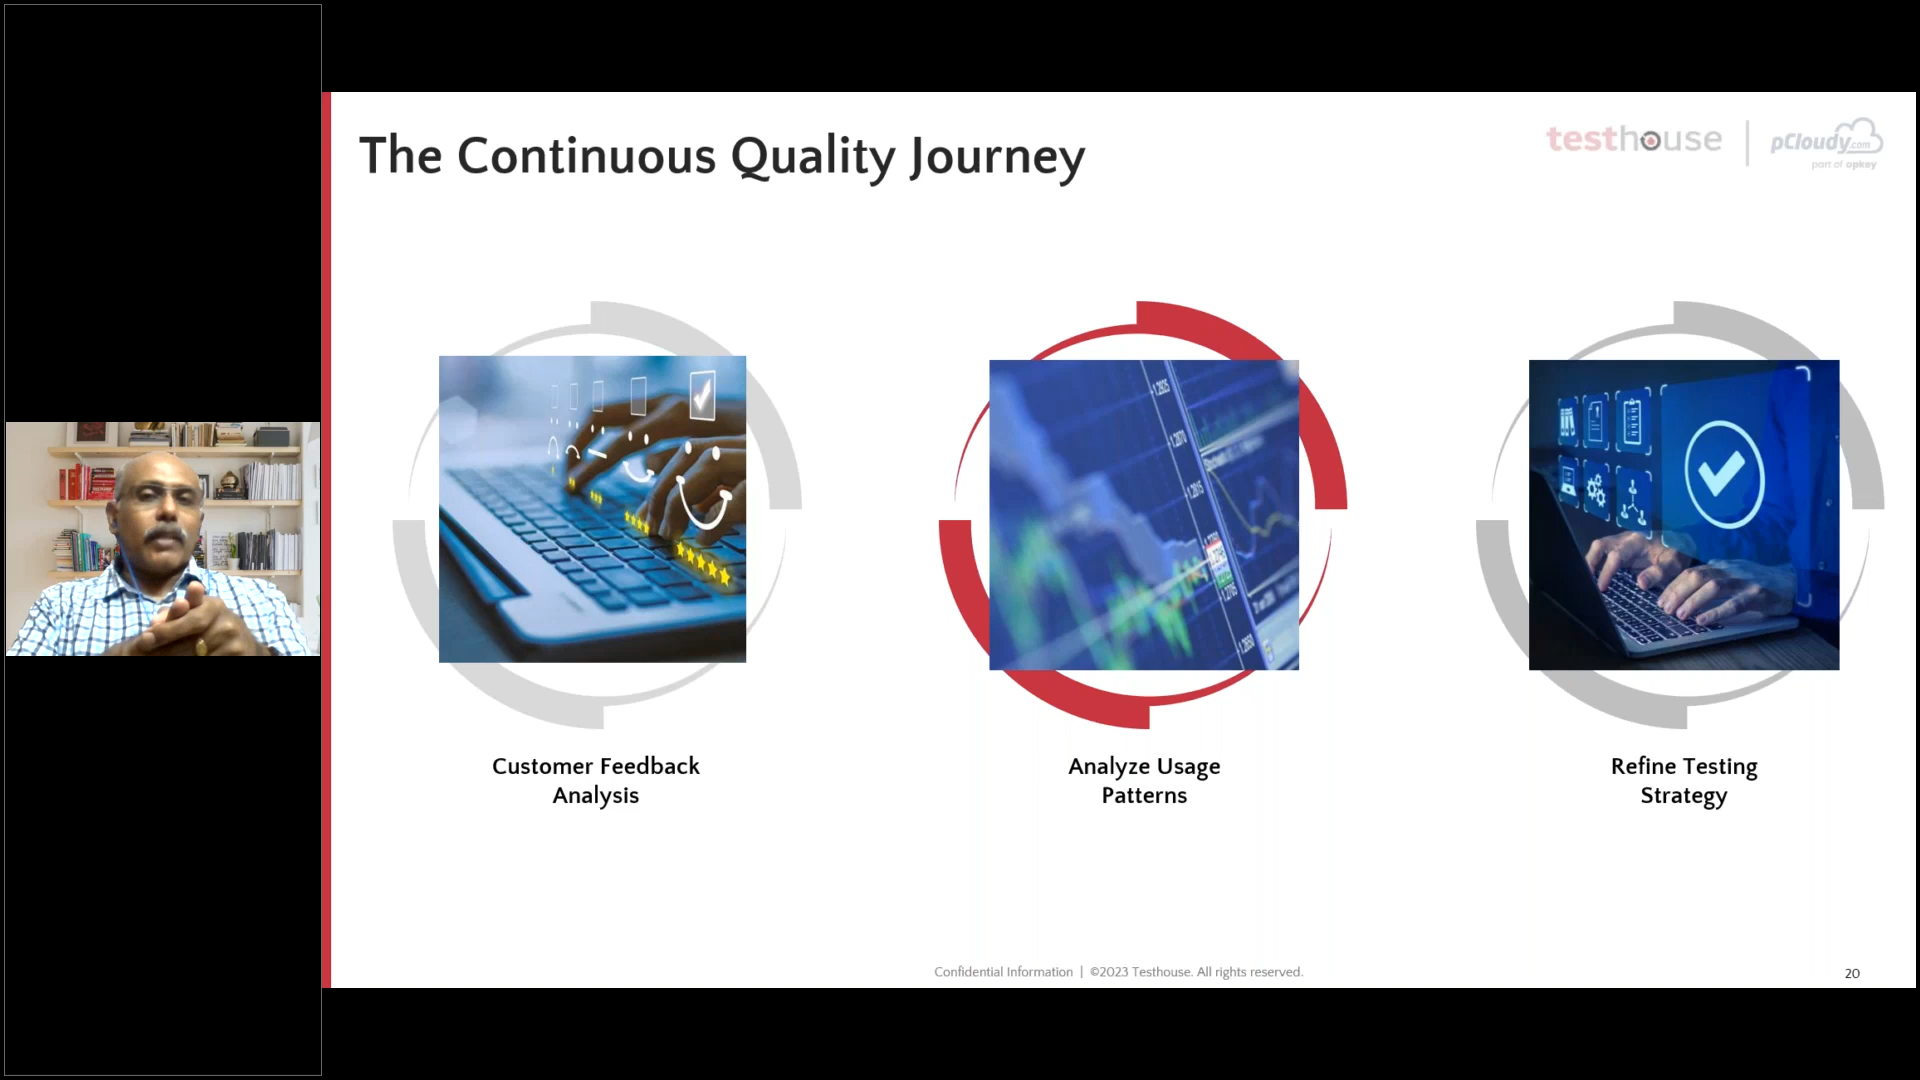 The Continuous Quality Journey
testhouse
pCloudy.com
part of opkey
Customer Feedback
Analysis
Analyze Usage
Patterns
Refine Testing
Strategy
Confidential Information | ©2023 Testhouse. All rights reserved.
20